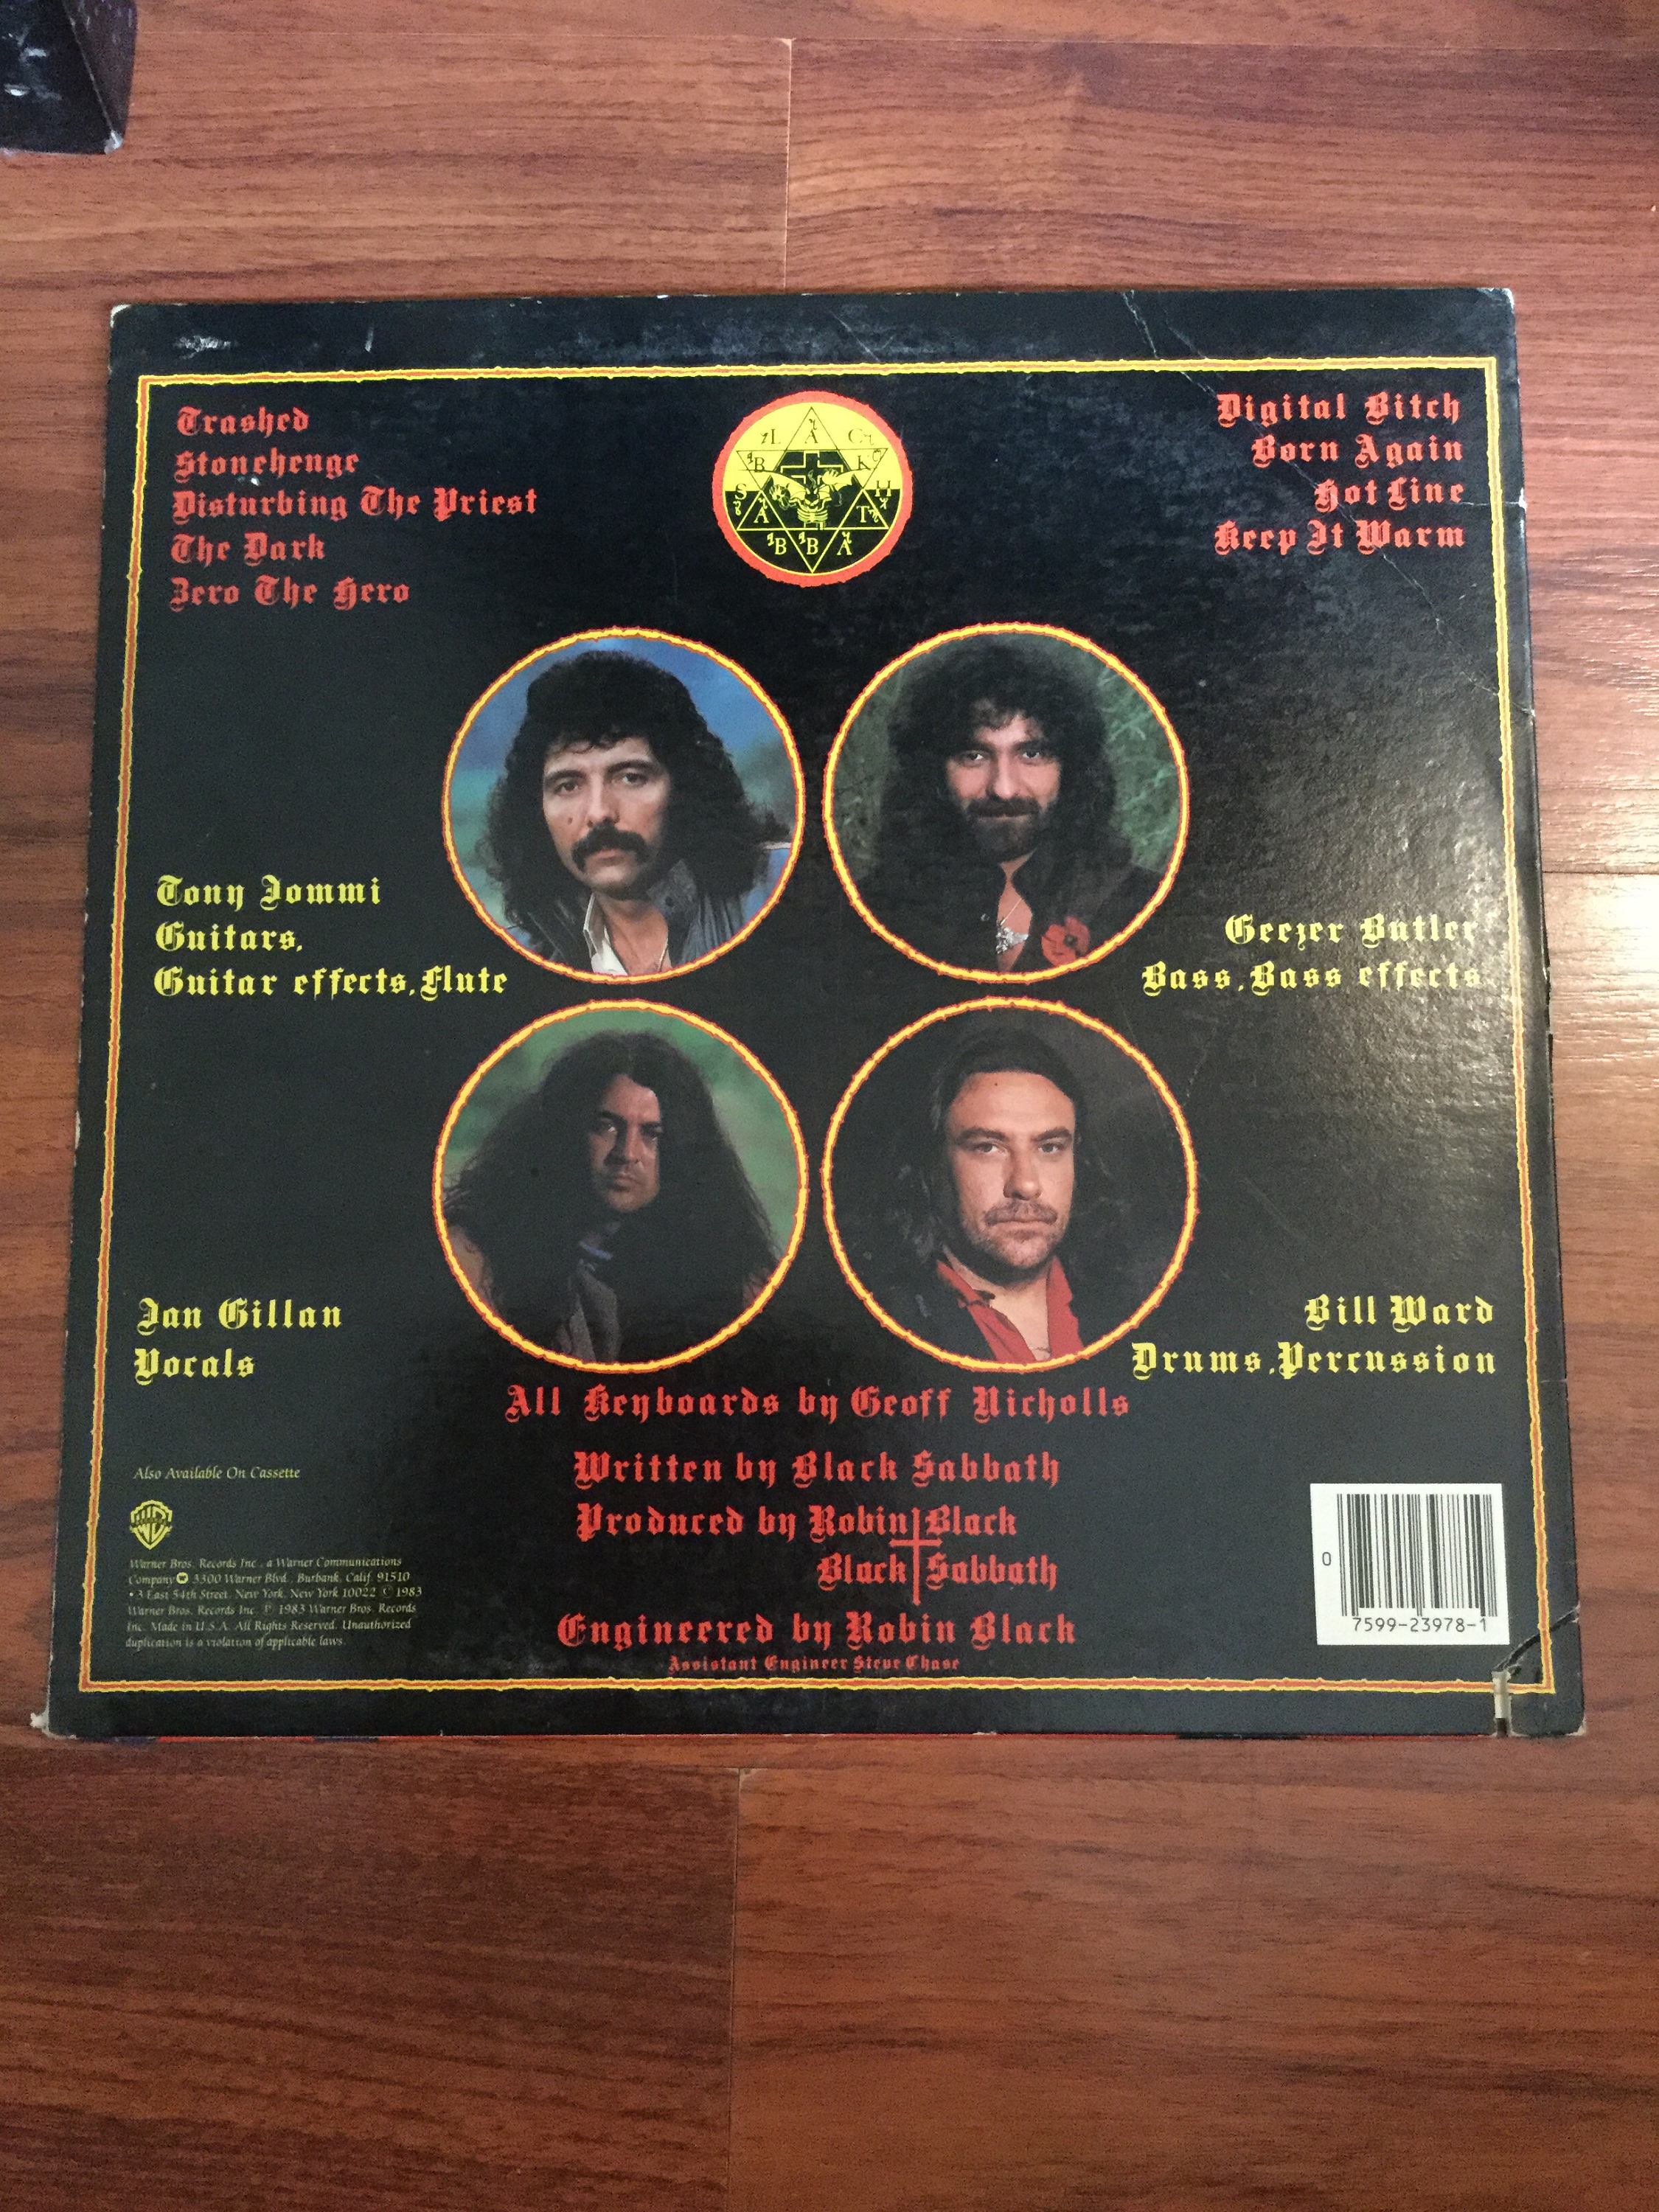 Trashed
Stonehenge
Disturbing The Priest
The Dark
Zero The Hero
L A C
B K
S H
A T
B B A
Digital Bitch
Born Again
Hot Line
Keep It Warm
Tony Iommi
Guitars,
Guitar effects, Flute
Geezer Butler
Bass, Bass effects
Ian Gillan
Vocals
Bill Ward
Drums, Percussion
All Keyboards by Geoff Nicholls
Written by Black Sabbath
Produced by Robin Black
Black Sabbath
Engineered by Robin Black
Assistant Engineer Steve Chase
Also Available On Cassette
Warner Bros. Records Inc., a Warner Communications
Company 3300 Warner Blvd., Burbank, Calif. 91510
• 3 East 54th Street, New York, New York 10022 © 1983
Warner Bros. Records Inc. ℗ 1983 Warner Bros. Records
Inc. Made in U.S.A. All Rights Reserved. Unauthorized
duplication is a violation of applicable laws.
0
7599-23978-1